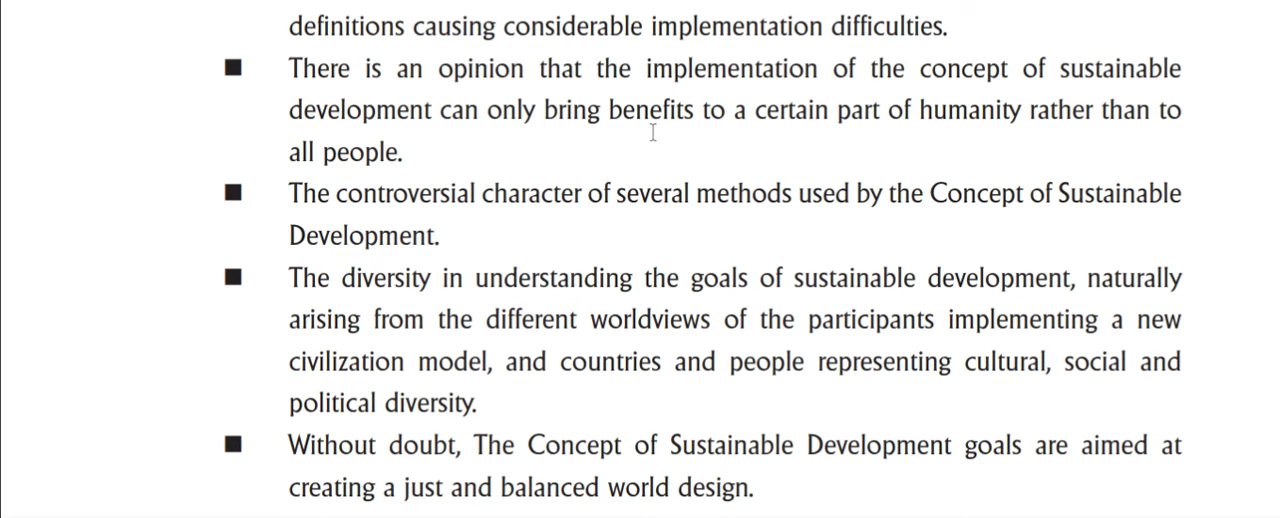 definitions causing considerable implementation difficulties.
■ There is an opinion that the implementation of the concept of sustainable
development can only bring benefits to a certain part of humanity rather than to
all people.
■ The controversial character of several methods used by the Concept of Sustainable
Development.
■ The diversity in understanding the goals of sustainable development, naturally
arising from the different worldviews of the participants implementing a new
civilization model, and countries and people representing cultural, social and
political diversity.
■ Without doubt, The Concept of Sustainable Development goals are aimed at
creating a just and balanced world design.